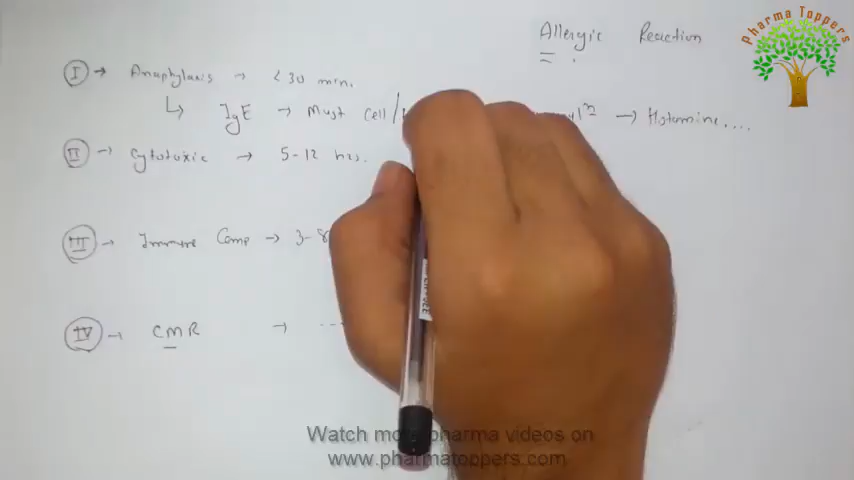 Pharma Toppers
Allergic Reaction
I → Anaphylaxis → < 30 min.
↳ IgE → Must Cell / → Histamine....
II → Cytotoxic → 5-12 hrs.
III → Immune Comp → 3-8
IV → CMR → ...
Watch more pharma videos on
www.pharmatoppers.com